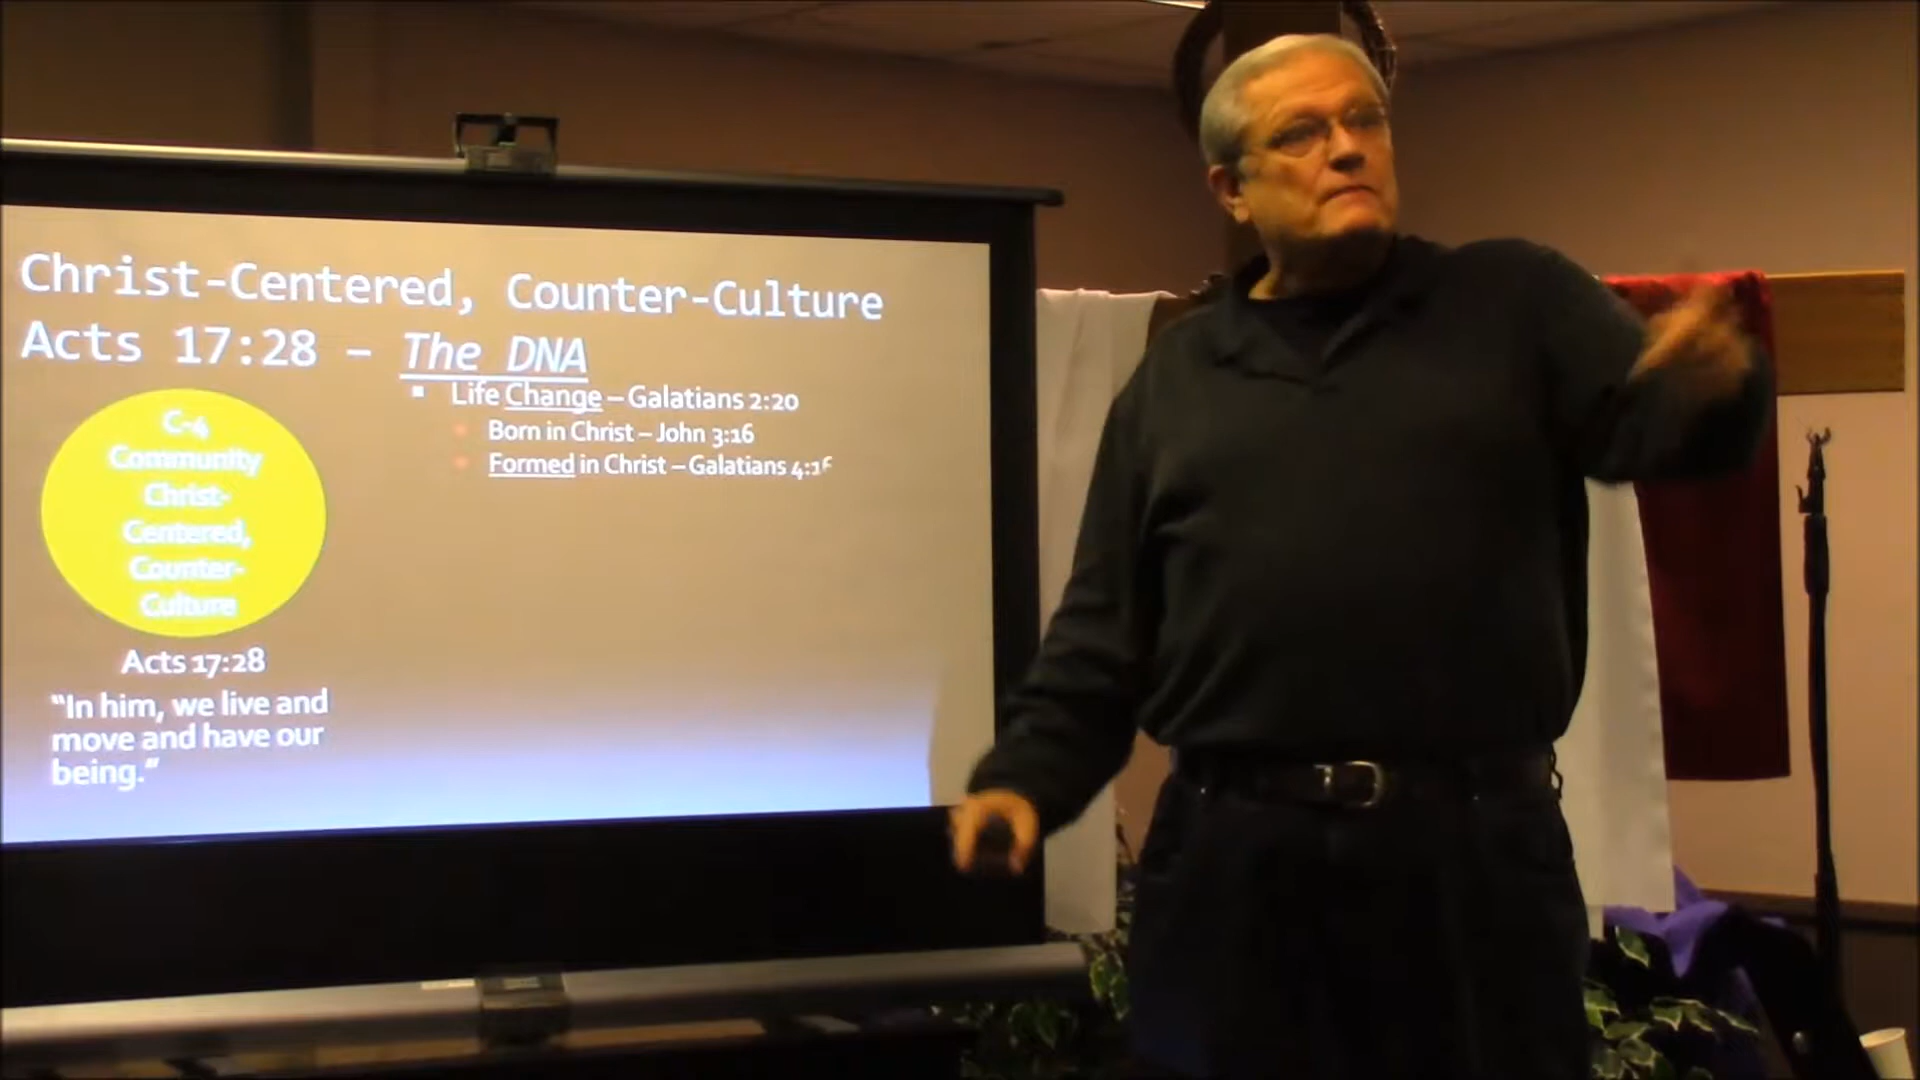 Christ-Centered, Counter-Culture
Acts 17:28 – The DNA
Life Change – Galatians 2:20
Born in Christ – John 3:16
Formed in Christ – Galatians
C-4
Community
Christ-
Centered,
Counter-
Culture
Acts 17:28
“In him, we live and
move and have our
being.”